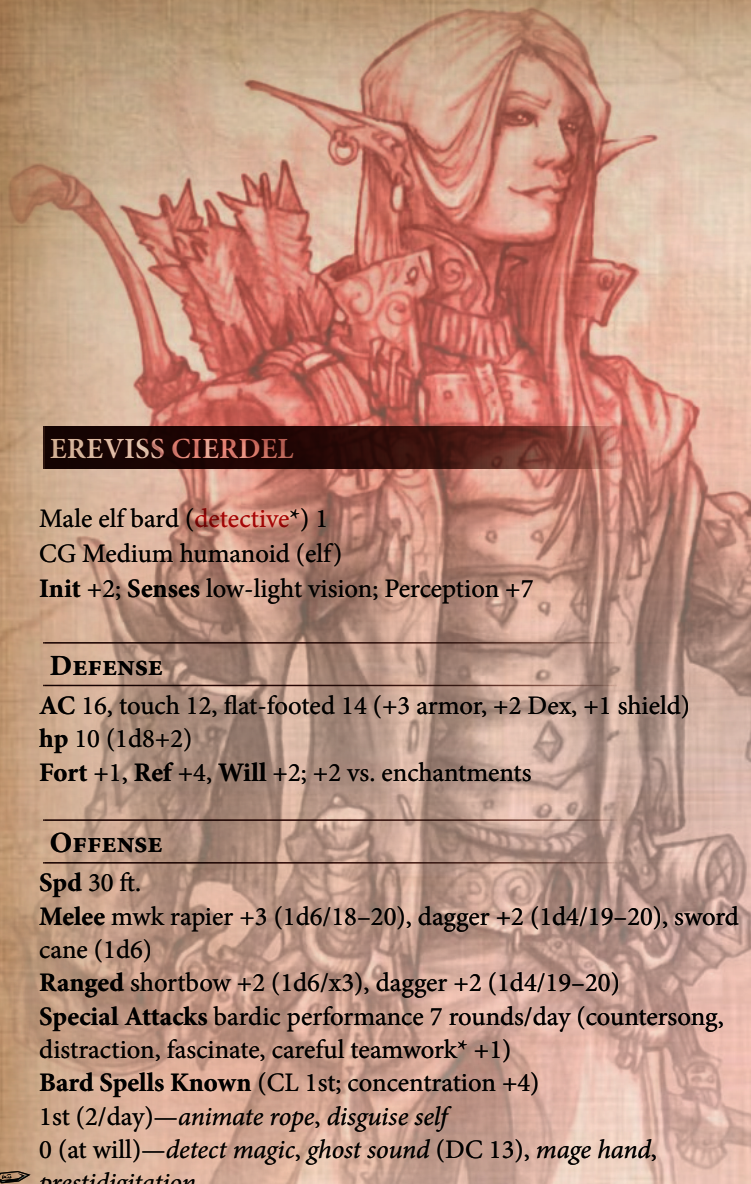 EREVISS CIERDEL
Male elf bard (detective*) 1
CG Medium humanoid (elf)
Init +2; Senses low-light vision; Perception +7
DEFENSE
AC 16, touch 12, flat-footed 14 (+3 armor, +2 Dex, +1 shield)
hp 10 (1d8+2)
Fort +1, Ref +4, Will +2; +2 vs. enchantments
OFFENSE
Spd 30 ft.
Melee mwk rapier +3 (1d6/18–20), dagger +2 (1d4/19–20), sword
cane (1d6)
Ranged shortbow +2 (1d6/x3), dagger +2 (1d4/19–20)
Special Attacks bardic performance 7 rounds/day (countersong,
distraction, fascinate, careful teamwork* +1)
Bard Spells Known (CL 1st; concentration +4)
1st (2/day)—animate rope, disguise self
0 (at will)—detect magic, ghost sound (DC 13), mage hand,
prestidigitation